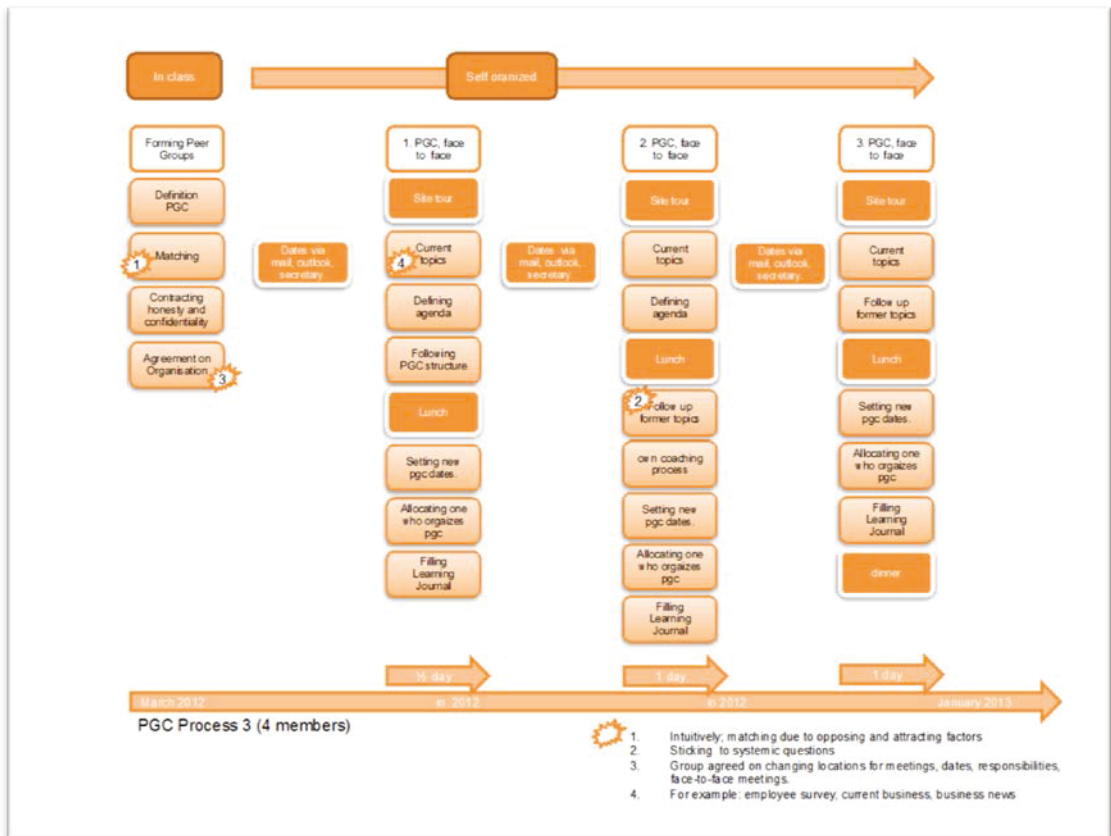 In class
Self oranized
Forming Peer
Groups
Definition
PGC
1
Matching
Contracting
honesty and
confidentiality
Agreement on
Organisation
3
Dates via
mail, outlook,
secretary.
1. PGC, face
to face
Site tour
4
Current
topics
Defining
agenda
Following
PGC structure
Lunch
Setting new
pgc dates.
Allocating one
who orgaizes
pgc
Filling
Learning
Journal
Dates via
mail, outlook,
secretary.
2. PGC, face
to face
Site tour
Current
topics
Defining
agenda
Lunch
2
Follow up
former topics
own coaching
process
Setting new
pgc dates.
Allocating one
who orgaizes
pgc
Filling
Learning
Journal
Dates via
mail, outlook,
secretary.
3. PGC, face
to face
Site tour
Current
topics
Follow up
former topics
Lunch
Setting new
pgc dates.
Allocating one
who orgaizes
pgc
Filling
Learning
Journal
dinner
½ day
1 day
1 day
March 2012
in 2012
in 2012
January 2013
PGC Process 3 (4 members)
1. Intuitively; matching due to opposing and attracting factors
2. Sticking to systemic questions
3. Group agreed on changing locations for meetings, dates, responsibilities,
face-to-face meetings.
4. For example: employee survey, current business, business news